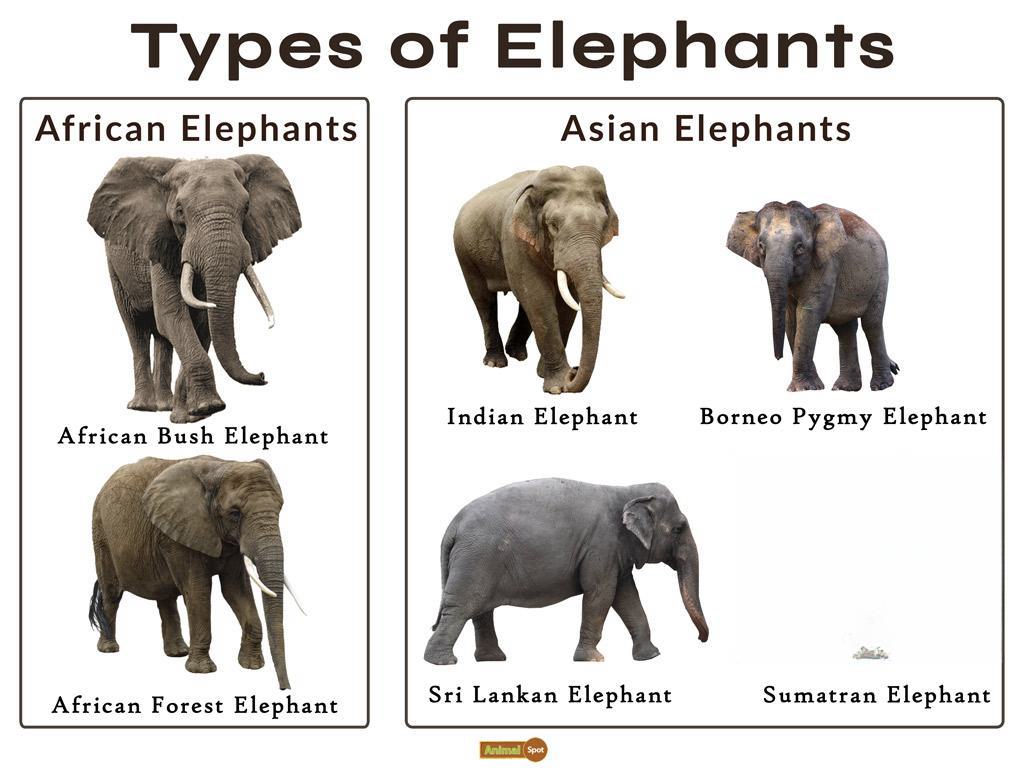 Types of Elephants
African Elephants
African Bush Elephant
African Forest Elephant
Asian Elephants
Indian Elephant
Borneo Pygmy Elephant
Sri Lankan Elephant
Sumatran Elephant
Animal Spot